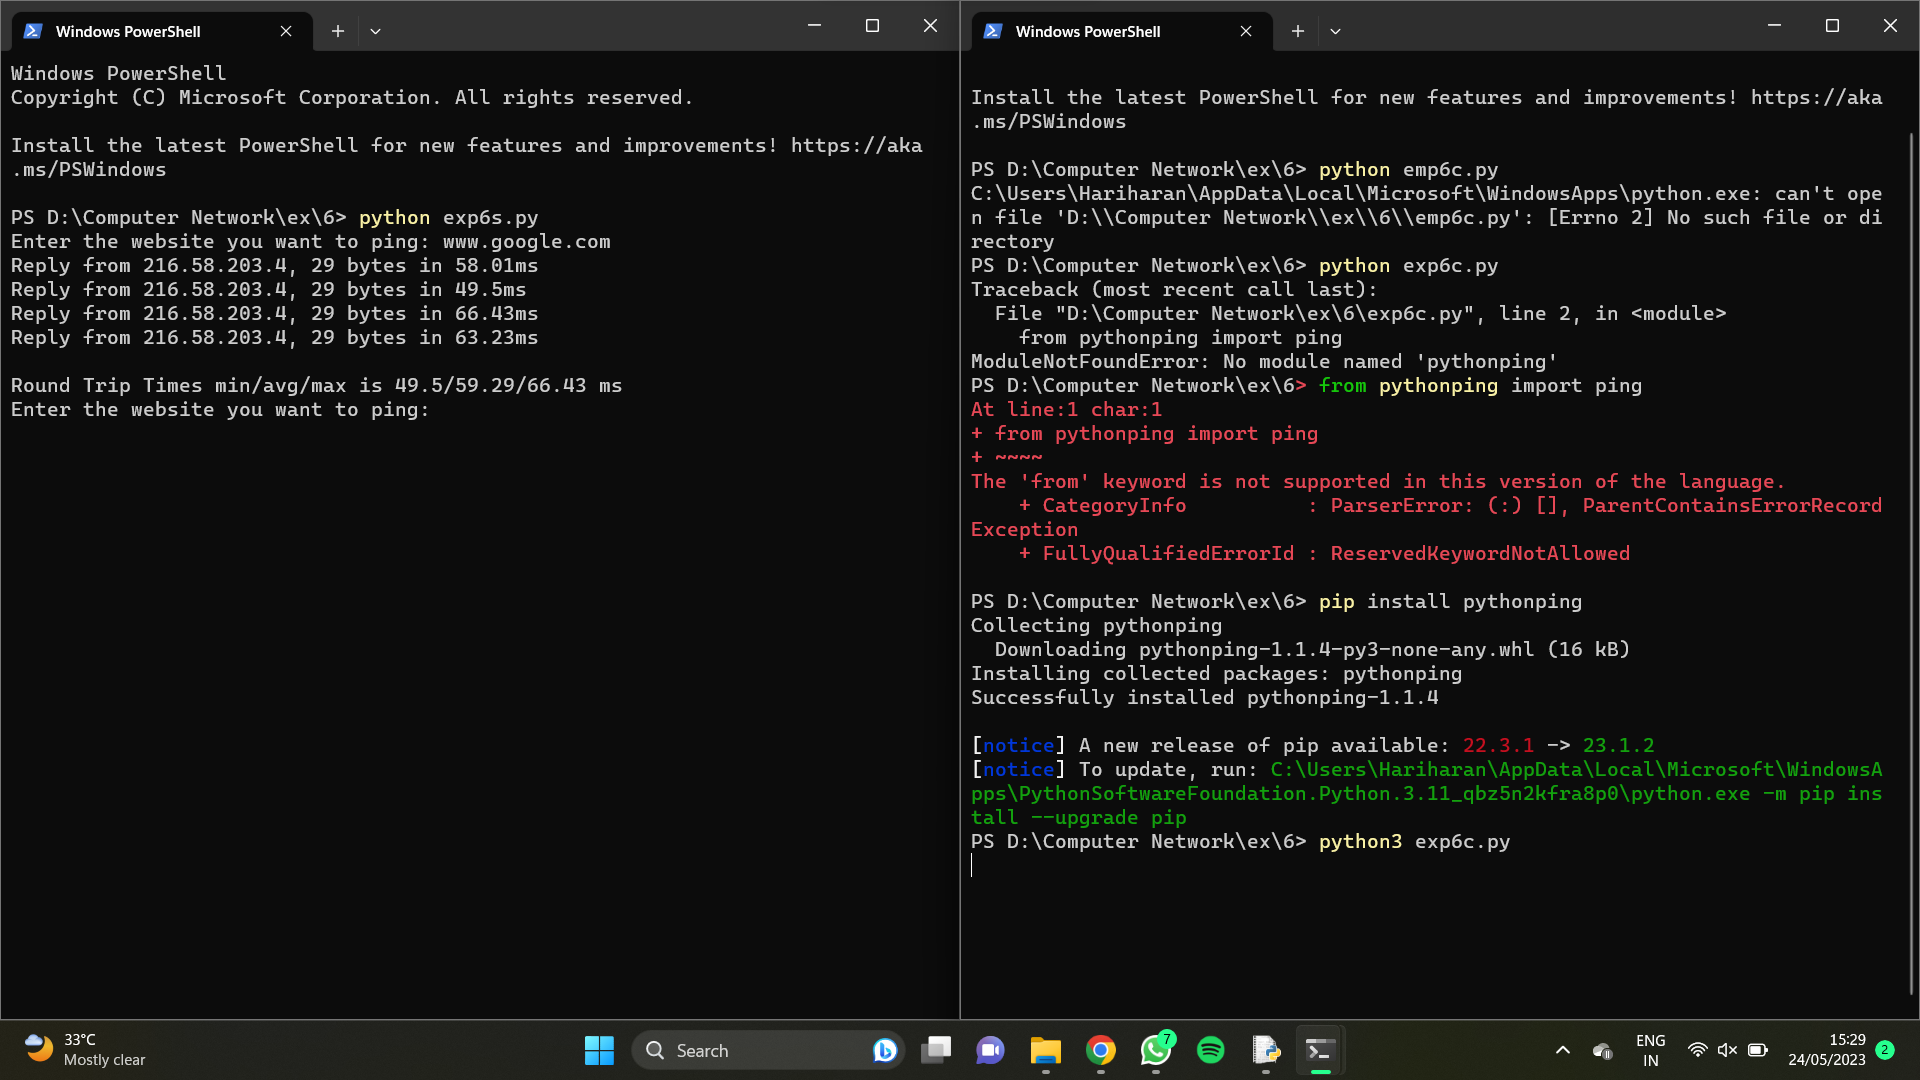 Windows PowerShell
Windows PowerShell
Copyright (C) Microsoft Corporation. All rights reserved.
Install the latest PowerShell for new features and improvements! https://aka
.ms/PSWindows
PS D:\Computer Network\ex\6> python exp6s.py
Enter the website you want to ping: www.google.com
Reply from 216.58.203.4, 29 bytes in 58.01ms
Reply from 216.58.203.4, 29 bytes in 49.5ms
Reply from 216.58.203.4, 29 bytes in 66.43ms
Reply from 216.58.203.4, 29 bytes in 63.23ms
Round Trip Times min/avg/max is 49.5/59.29/66.43 ms
Enter the website you want to ping:
Windows PowerShell
Install the latest PowerShell for new features and improvements! https://aka
.ms/PSWindows
PS D:\Computer Network\ex\6> python emp6c.py
C:\Users\Hariharan\AppData\Local\Microsoft\WindowsApps\python.exe: can't ope
n file 'D:\\Computer Network\\ex\\6\\emp6c.py': [Errno 2] No such file or di
rectory
PS D:\Computer Network\ex\6> python exp6c.py
Traceback (most recent call last):
  File "D:\Computer Network\ex\6\exp6c.py", line 2, in <module>
    from pythonping import ping
ModuleNotFoundError: No module named 'pythonping'
PS D:\Computer Network\ex\6> from pythonping import ping
At line:1 char:1
+ from pythonping import ping
+ ~~~~
The 'from' keyword is not supported in this version of the language.
    + CategoryInfo          : ParserError: (:) [], ParentContainsErrorRecord
Exception
    + FullyQualifiedErrorId : ReservedKeywordNotAllowed
PS D:\Computer Network\ex\6> pip install pythonping
Collecting pythonping
  Downloading pythonping-1.1.4-py3-none-any.whl (16 kB)
Installing collected packages: pythonping
Successfully installed pythonping-1.1.4
[notice] A new release of pip available: 22.3.1 -> 23.1.2
[notice] To update, run: C:\Users\Hariharan\AppData\Local\Microsoft\WindowsA
pps\PythonSoftwareFoundation.Python.3.11_qbz5n2kfra8p0\python.exe -m pip ins
tall --upgrade pip
PS D:\Computer Network\ex\6> python3 exp6c.py
33°C
Mostly clear
Search
7
ENG
IN
15:29
24/05/2023
2